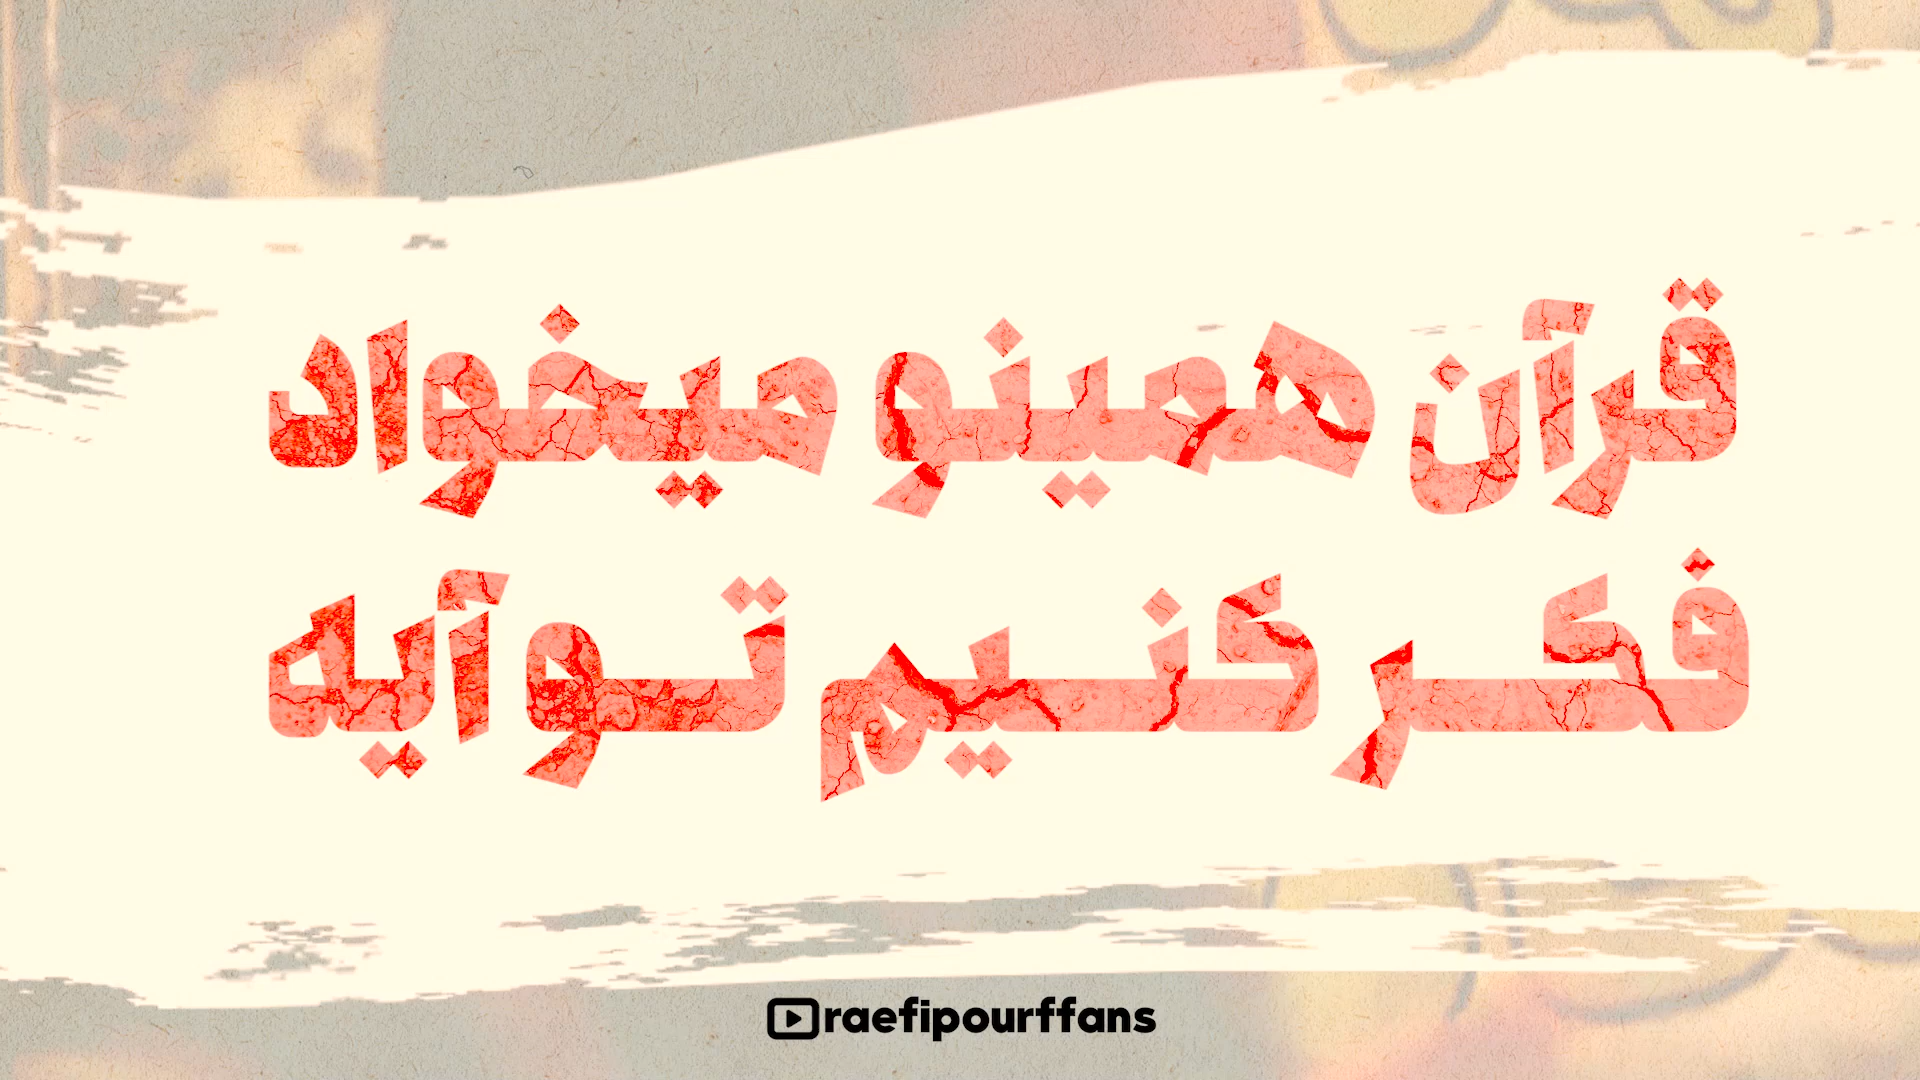 قرآن همینو میخواد
فکر کنیم تو آیه
raefipourffans